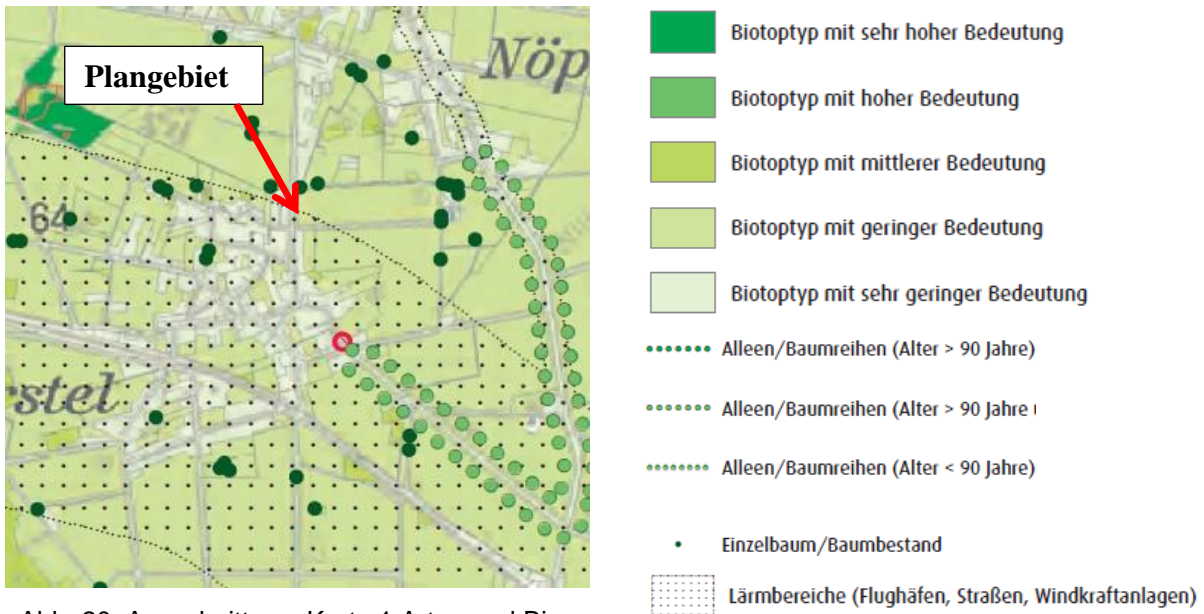 Plangebiet
Nöp
64
stel
Biotoptyp mit sehr hoher Bedeutung
Biotoptyp mit hoher Bedeutung
Biotoptyp mit mittlerer Bedeutung
Biotoptyp mit geringer Bedeutung
Biotoptyp mit sehr geringer Bedeutung
Alleen/Baumreihen (Alter > 90 Jahre)
Alleen/Baumreihen (Alter > 90 Jahre
Alleen/Baumreihen (Alter < 90 Jahre)
Einzelbaum/Baumbestand
Lärmbereiche (Flughäfen, Straßen, Windkraftanlagen)